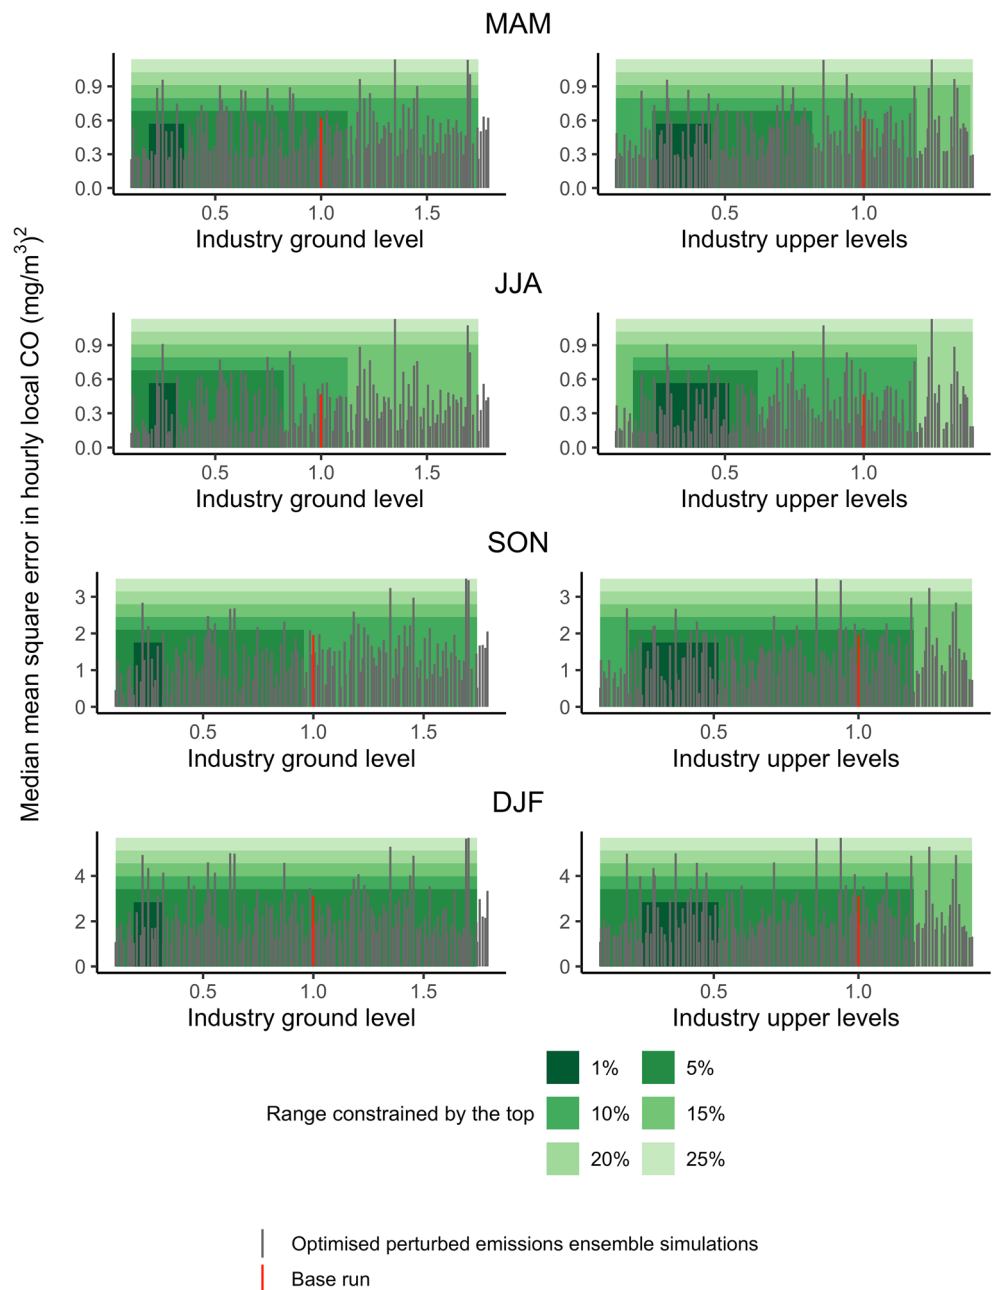 MAM
Median mean square error in hourly local CO (mg/m³)²
0.9
0.6
0.3
0.0
0.5 1.0 1.5
Industry ground level
0.9
0.6
0.3
0.0
0.5 1.0
Industry upper levels
JJA
0.9
0.6
0.3
0.0
0.5 1.0 1.5
Industry ground level
0.9
0.6
0.3
0.0
0.5 1.0
Industry upper levels
SON
3
2
1
0
0.5 1.0 1.5
Industry ground level
3
2
1
0
0.5 1.0
Industry upper levels
DJF
4
2
0
0.5 1.0 1.5
Industry ground level
4
2
0
0.5 1.0
Industry upper levels
Range constrained by the top
1% 5%
10% 15%
20% 25%
Optimised perturbed emissions ensemble simulations
Base run